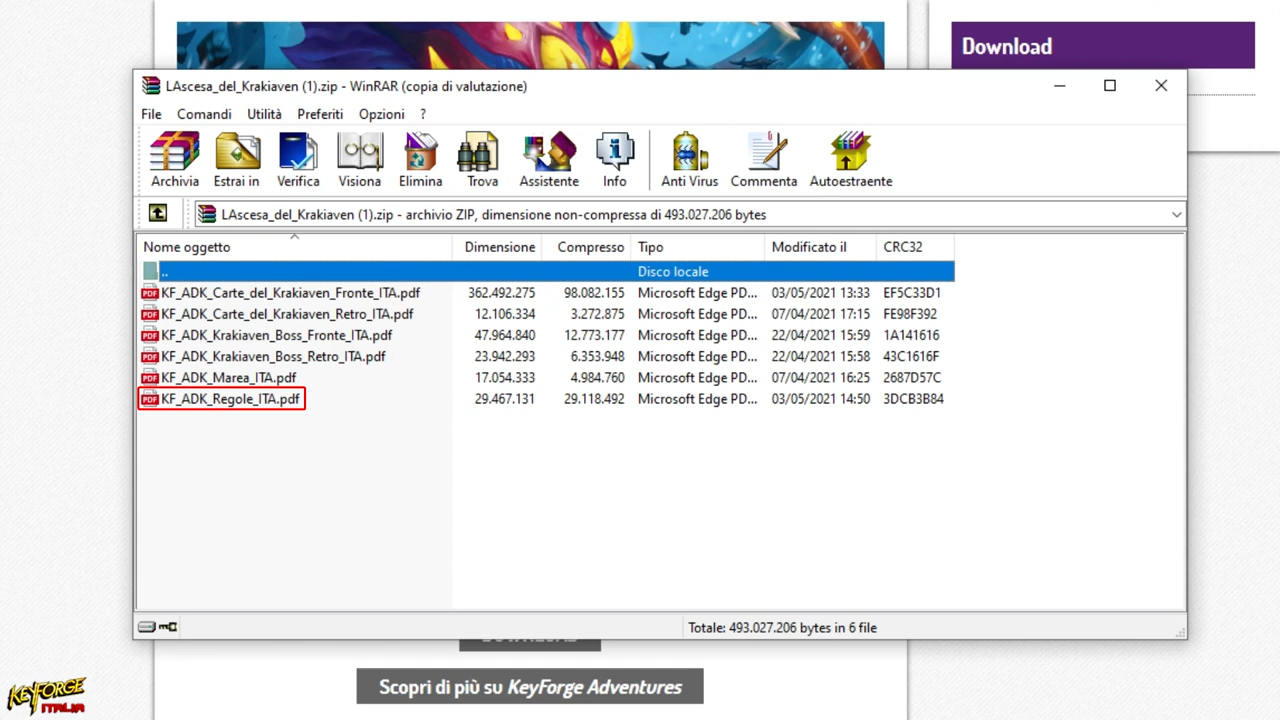 Download
LAscesa_del_Krakiaven (1).zip - WinRAR (copia di valutazione)
File Comandi Utilità Preferiti Opzioni ?
Archivia Estrai in Verifica Visiona Elimina Trova Assistente Info Anti Virus Commenta Autoestraente
LAscesa_del_Krakiaven (1).zip - archivio ZIP, dimensione non-compressa di 493.027.206 bytes
Nome oggetto Dimensione Compresso Tipo Modificato il CRC32
.. Disco locale
KF_ADK_Carte_del_Krakiaven_Fronte_ITA.pdf 362.492.275 98.082.155 Microsoft Edge PD... 03/05/2021 13:33 EF5C33D1
KF_ADK_Carte_del_Krakiaven_Retro_ITA.pdf 12.106.334 3.272.875 Microsoft Edge PD... 07/04/2021 17:15 FE98F392
KF_ADK_Krakiaven_Boss_Fronte_ITA.pdf 47.964.840 12.773.177 Microsoft Edge PD... 22/04/2021 15:59 1A141616
KF_ADK_Krakiaven_Boss_Retro_ITA.pdf 23.942.293 6.353.948 Microsoft Edge PD... 22/04/2021 15:58 43C1616F
KF_ADK_Marea_ITA.pdf 17.054.333 4.984.760 Microsoft Edge PD... 07/04/2021 16:25 2687D57C
KF_ADK_Regole_ITA.pdf 29.467.131 29.118.492 Microsoft Edge PD... 03/05/2021 14:50 3DCB3B84
Totale: 493.027.206 bytes in 6 file
Scopri di più su KeyForge Adventures
KEYFORGE
ITALIA